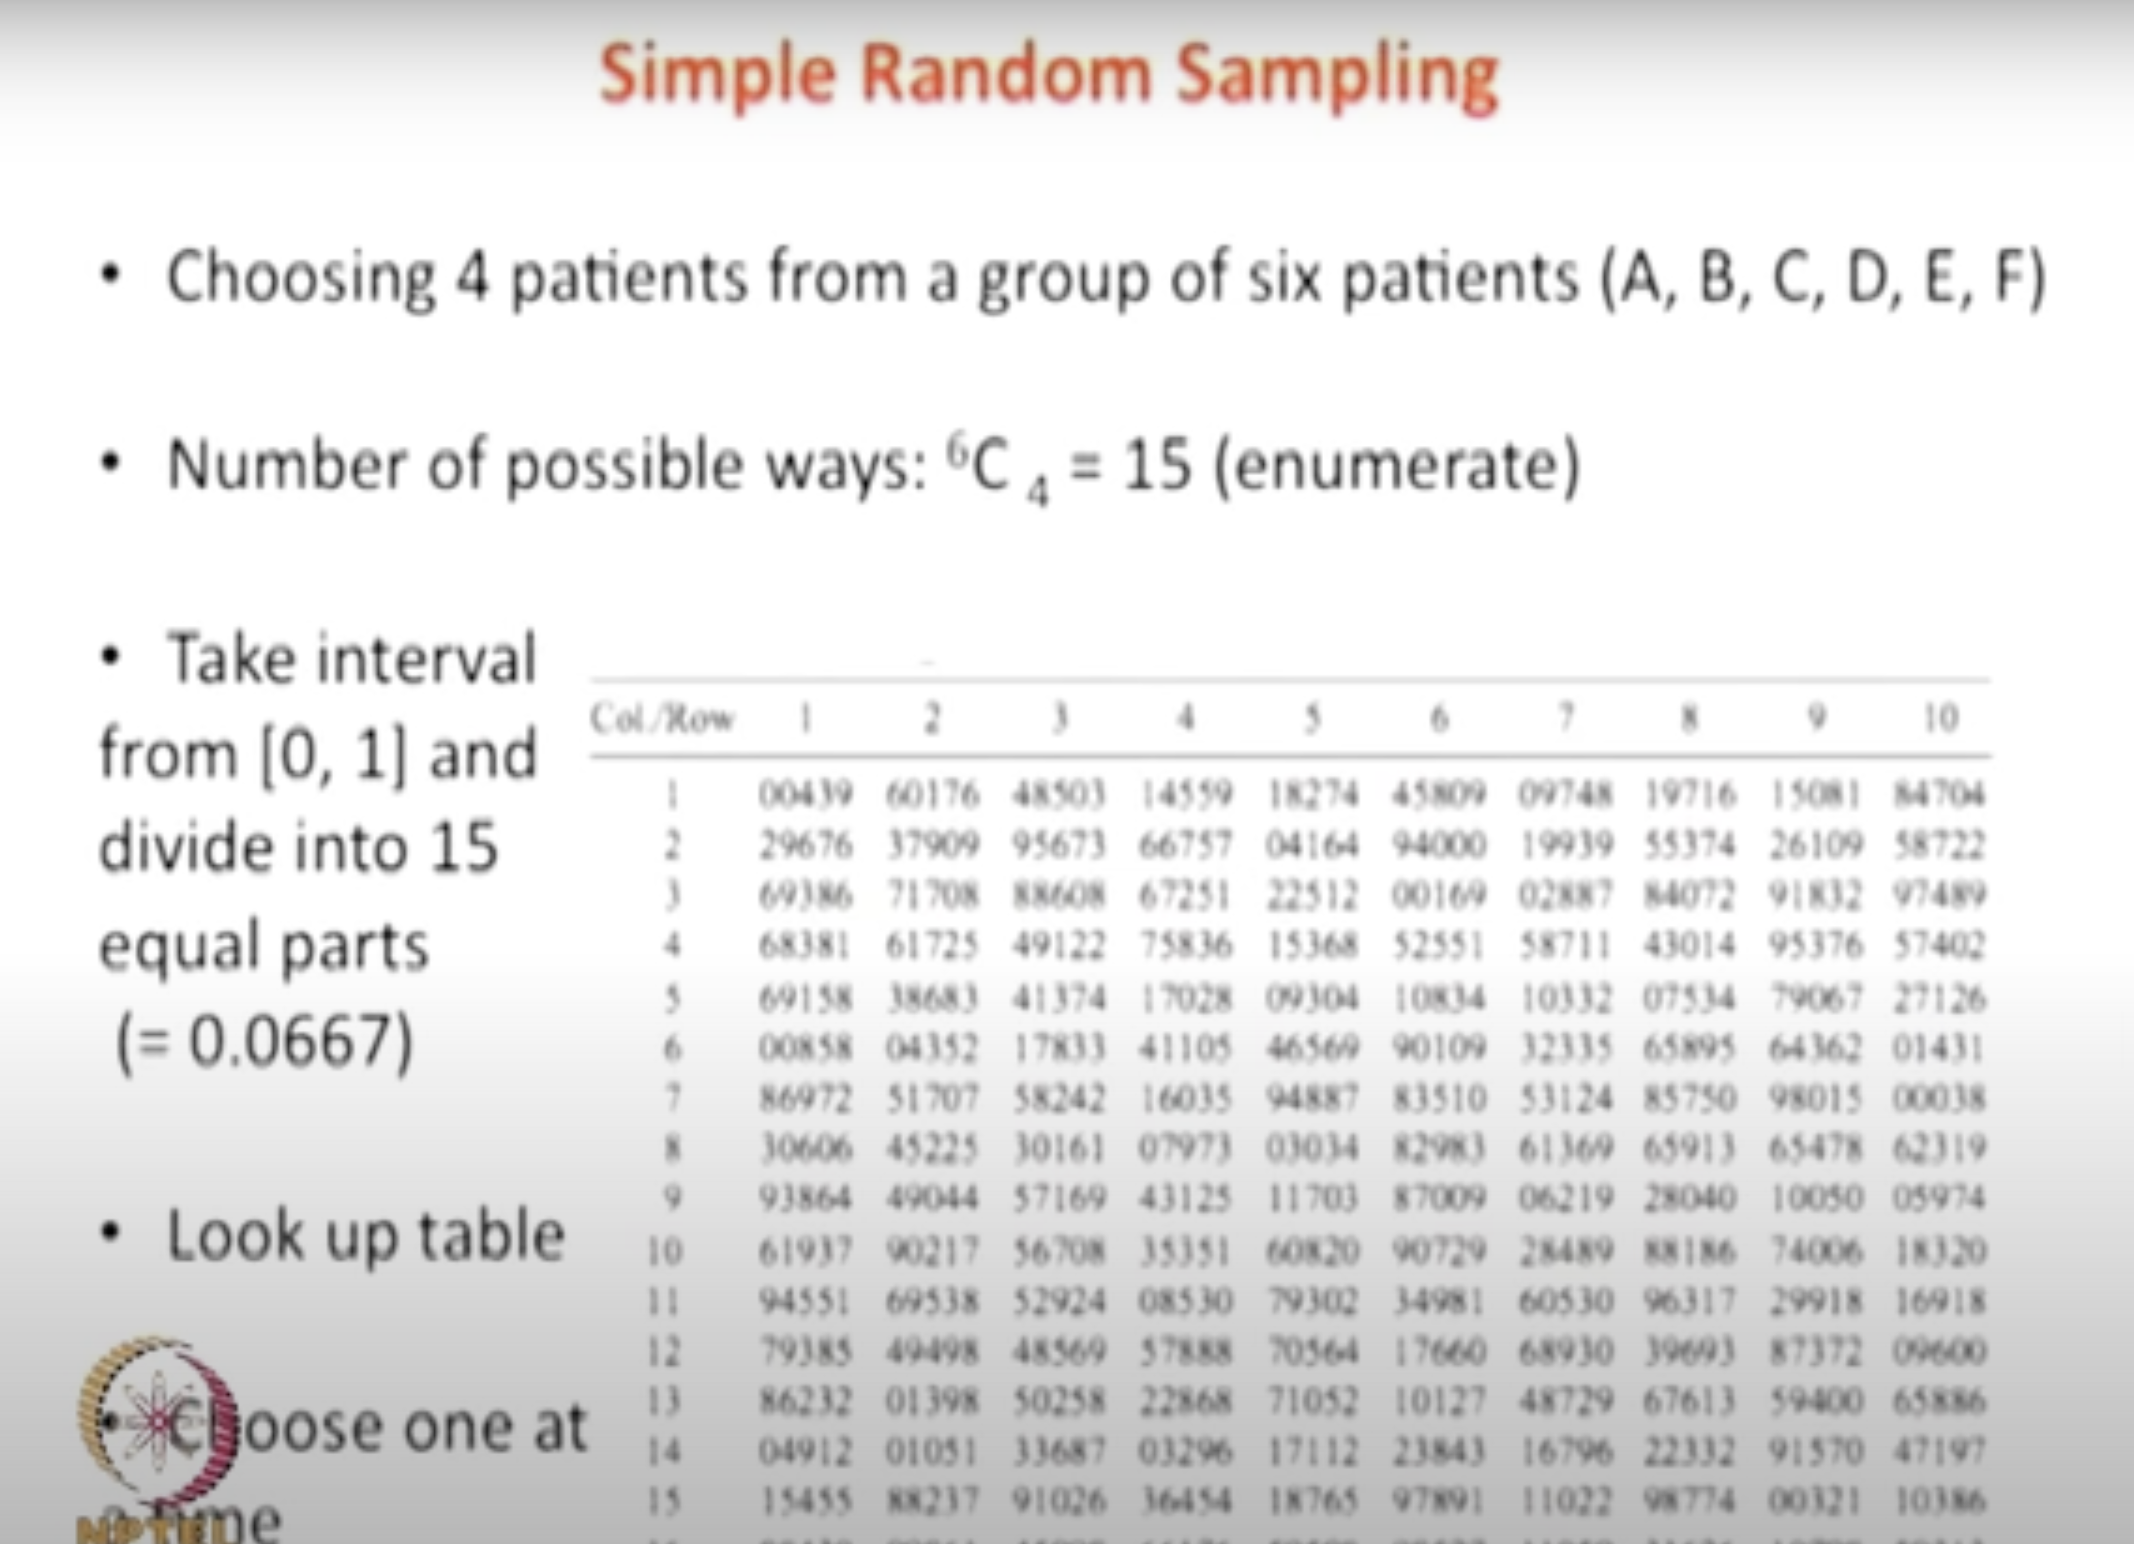 Simple Random Sampling
• Choosing 4 patients from a group of six patients (A, B, C, D, E, F)
• Number of possible ways: ⁶C ₄ = 15 (enumerate)
• Take interval
from [0, 1] and
divide into 15
equal parts
(= 0.0667)
• Look up table
• Choose one at
a time
Col./Row 1 2 3 4 5 6 7 8 9 10
1 00439 60176 48503 14559 18274 45809 09748 19716 15081 84704
2 29676 37909 95673 66757 04164 94000 19939 55374 26109 58722
3 69386 71708 88608 67251 22512 00169 02887 84072 91832 97489
4 68381 61725 49122 75836 15368 52551 58711 43014 95376 57402
5 69158 38683 41374 17028 09304 10834 10332 07534 79067 27126
6 00858 04352 17833 41105 46569 90109 32335 65895 64362 01431
7 86972 51707 58242 16035 94887 83510 53124 85750 98015 00038
8 30606 45225 30161 07973 03034 82983 61369 65913 65478 62319
9 93864 49044 57169 43125 11703 87009 06219 28040 10050 05974
10 61937 90217 56708 35351 60820 90729 28489 88186 74006 18320
11 94551 69538 52924 08530 79302 34981 60530 96317 29918 16918
12 79385 49498 48569 57888 70564 17660 68930 39693 87372 09600
13 86232 01398 50258 22868 71052 10127 48729 67613 59400 65886
14 04912 01051 33687 03296 17112 23843 16796 22332 91570 47197
15 15455 88237 91026 36454 18765 97891 11022 98774 00321 10386
NPTEL